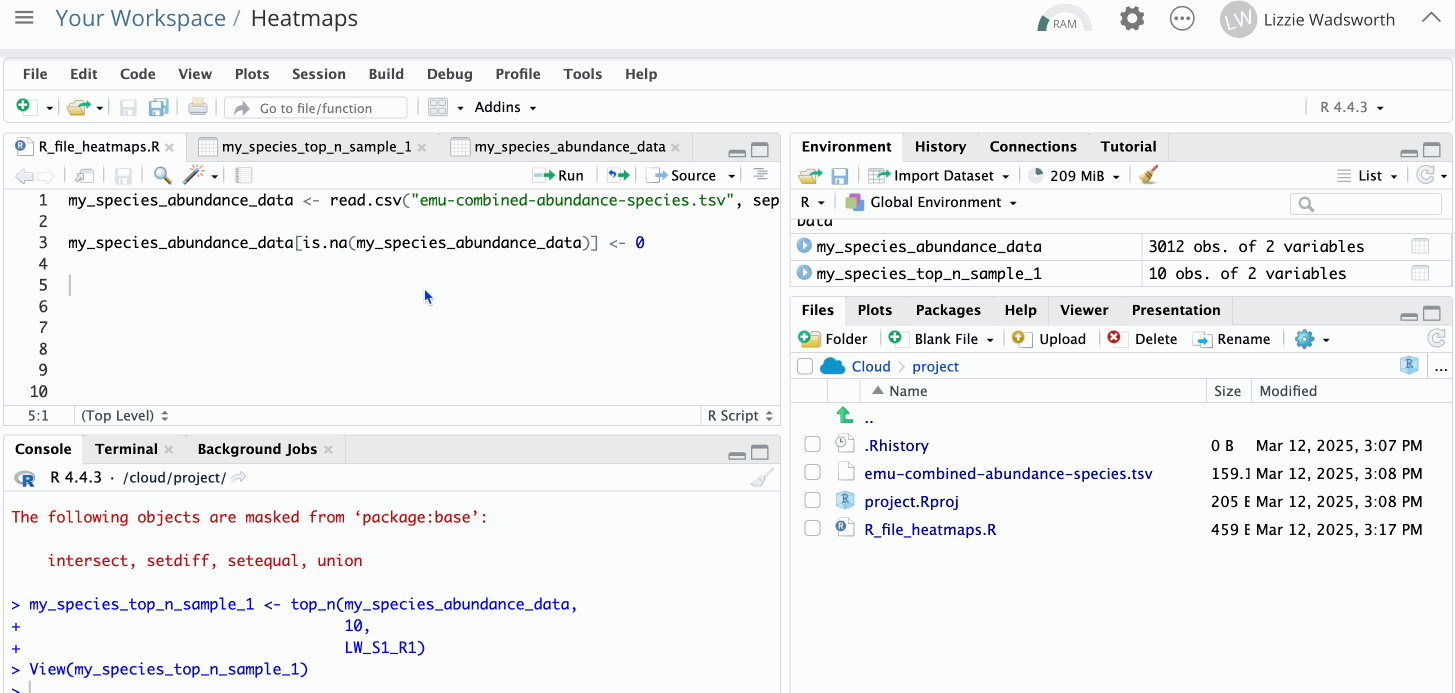 Your Workspace / Heatmaps
RAM
LW Lizzie Wadsworth
File Edit Code View Plots Session Build Debug Profile Tools Help
Go to file/function Addins R 4.4.3
R_file_heatmaps.R my_species_top_n_sample_1 my_species_abundance_data
Run Source
1 my_species_abundance_data <- read.csv("emu-combined-abundance-species.tsv", sep
2
3 my_species_abundance_data[is.na(my_species_abundance_data)] <- 0
4
5
6
7
8
9
10
5:1 (Top Level) R Script
Console Terminal Background Jobs
R 4.4.3 · /cloud/project/
The following objects are masked from ‘package:base’:
intersect, setdiff, setequal, union
> my_species_top_n_sample_1 <- top_n(my_species_abundance_data,
+ 10,
+ LW_S1_R1)
> View(my_species_top_n_sample_1)
>
Environment History Connections Tutorial
Import Dataset 209 MiB List
R Global Environment
Data
my_species_abundance_data 3012 obs. of 2 variables
my_species_top_n_sample_1 10 obs. of 2 variables
Files Plots Packages Help Viewer Presentation
Folder Blank File Upload Delete Rename
Cloud project R ...
Name Size Modified
..
.Rhistory 0 B Mar 12, 2025, 3:07 PM
emu-combined-abundance-species.tsv 159.1 Mar 12, 2025, 3:08 PM
project.Rproj 205 B Mar 12, 2025, 3:08 PM
R_file_heatmaps.R 459 B Mar 12, 2025, 3:17 PM